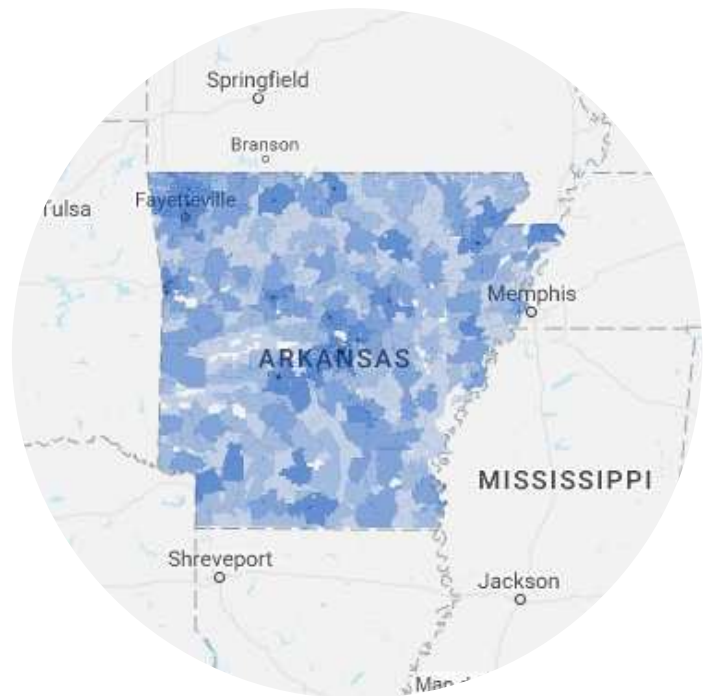 Springfield
Branson
Fayetteville
Tulsa
Memphis
ARKANSAS
MISSISSIPPI
Shreveport
Jackson